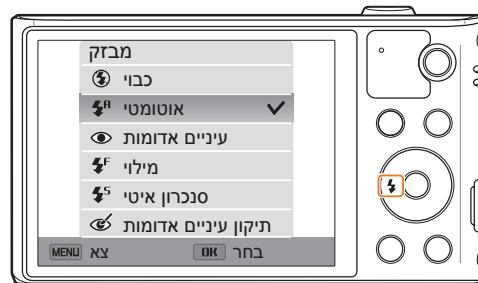 מבזק
כבוי
אוטומטי
עיניים אדומות
מילוי
סנכרון איטי
תיקון עיניים אדומות
בחר OK צא MENU